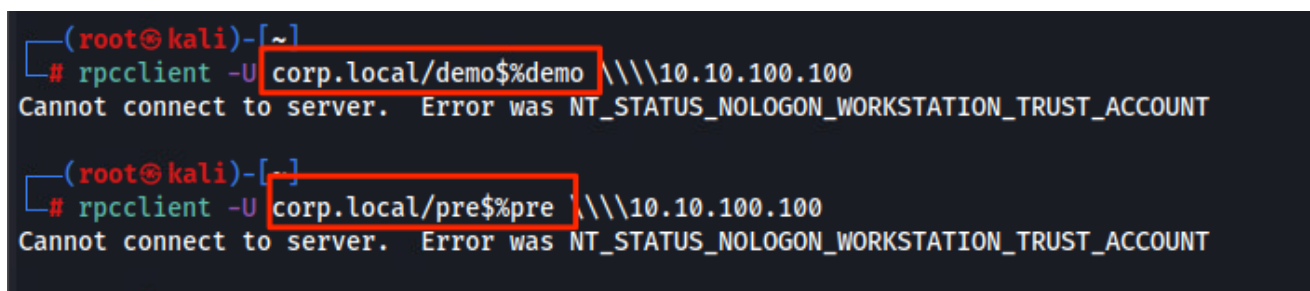 ┌──(root㉿kali)-[~]
└─# rpcclient -U corp.local/demo$%demo \\\\10.10.100.100
Cannot connect to server.  Error was NT_STATUS_NOLOGON_WORKSTATION_TRUST_ACCOUNT
┌──(root㉿kali)-[~]
└─# rpcclient -U corp.local/pre$%pre \\\\10.10.100.100
Cannot connect to server.  Error was NT_STATUS_NOLOGON_WORKSTATION_TRUST_ACCOUNT